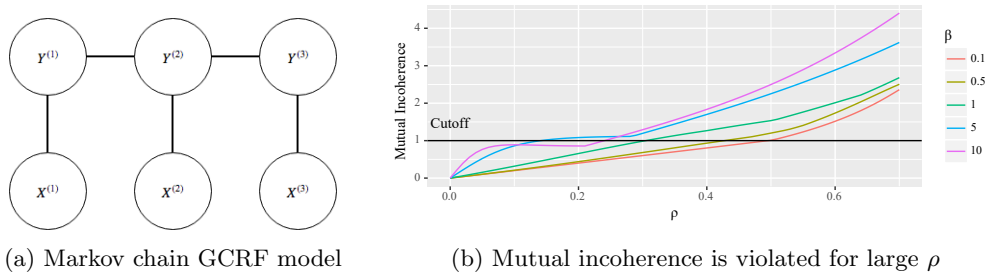 Y(1) Y(2) Y(3)
X(1) X(2) X(3)
(a) Markov chain GCRF model
Mutual Incoherence
4
3
2
1
0
Cutoff
0.0 0.2 0.4 0.6
ρ
β
0.1
0.5
1
5
10
(b) Mutual incoherence is violated for large ρ